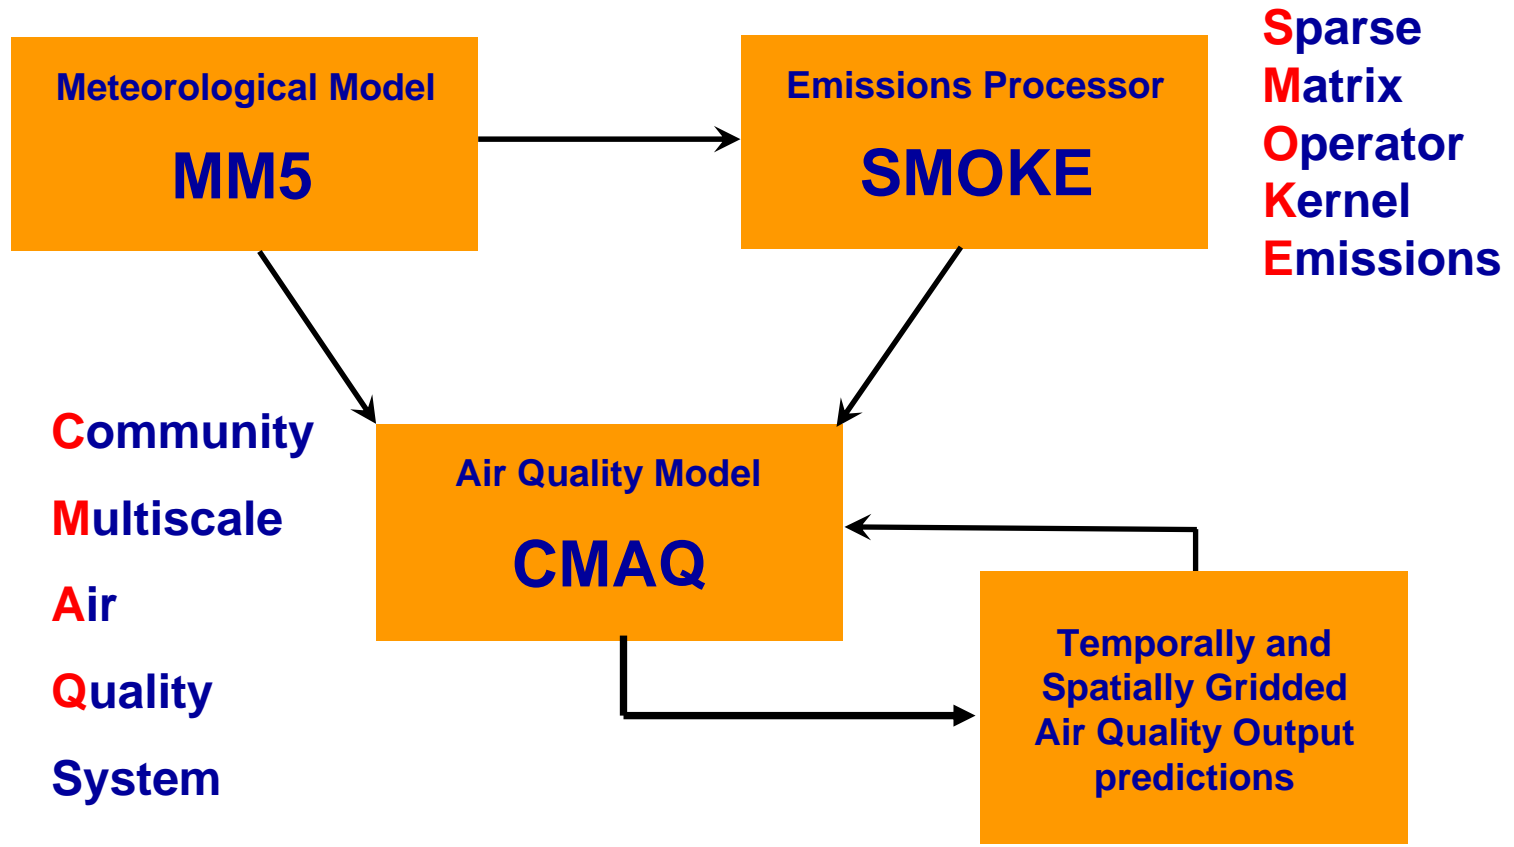 Meteorological Model
MM5
Emissions Processor
SMOKE
Sparse
Matrix
Operator
Kernel
Emissions
Community
Multiscale
Air
Quality
System
Air Quality Model
CMAQ
Temporally and
Spatially Gridded
Air Quality Output
predictions